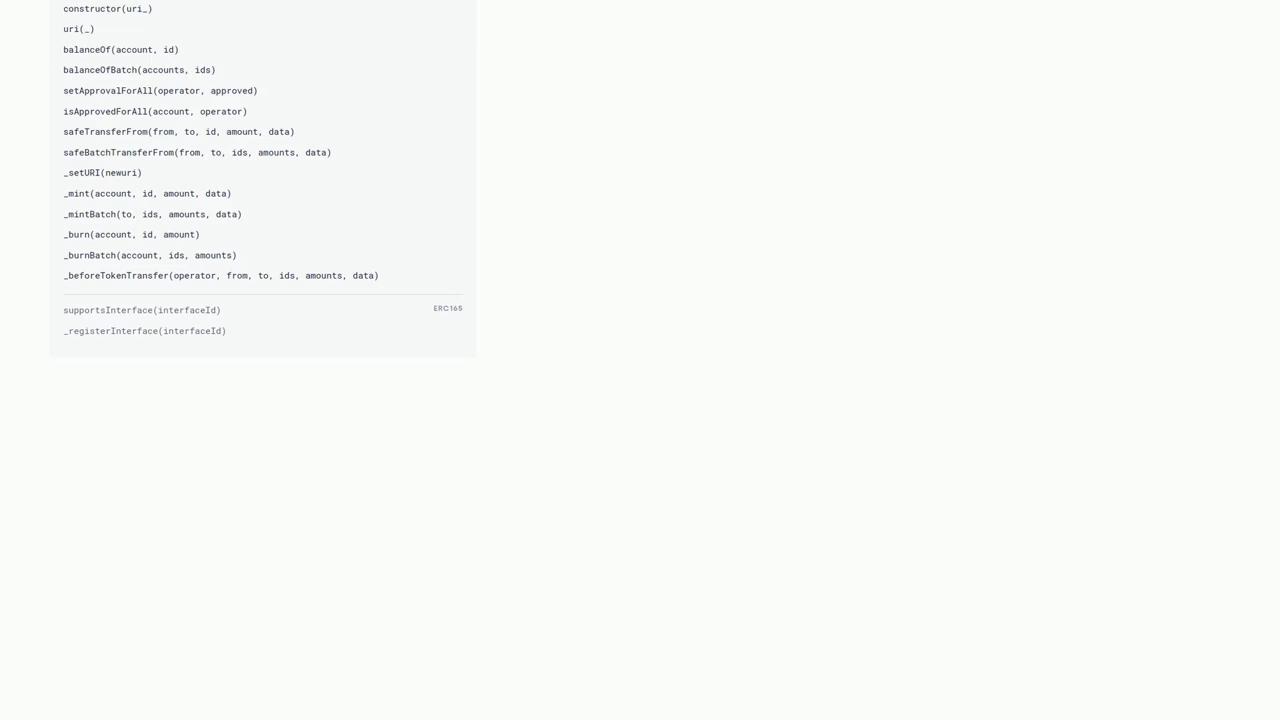 constructor(uri_)
uri(_)
balanceOf(account, id)
balanceOfBatch(accounts, ids)
setApprovalForAll(operator, approved)
isApprovedForAll(account, operator)
safeTransferFrom(from, to, id, amount, data)
safeBatchTransferFrom(from, to, ids, amounts, data)
_setURI(newuri)
_mint(account, id, amount, data)
_mintBatch(to, ids, amounts, data)
_burn(account, id, amount)
_burnBatch(account, ids, amounts)
_beforeTokenTransfer(operator, from, to, ids, amounts, data)
supportsInterface(interfaceId) ERC165
_registerInterface(interfaceId)